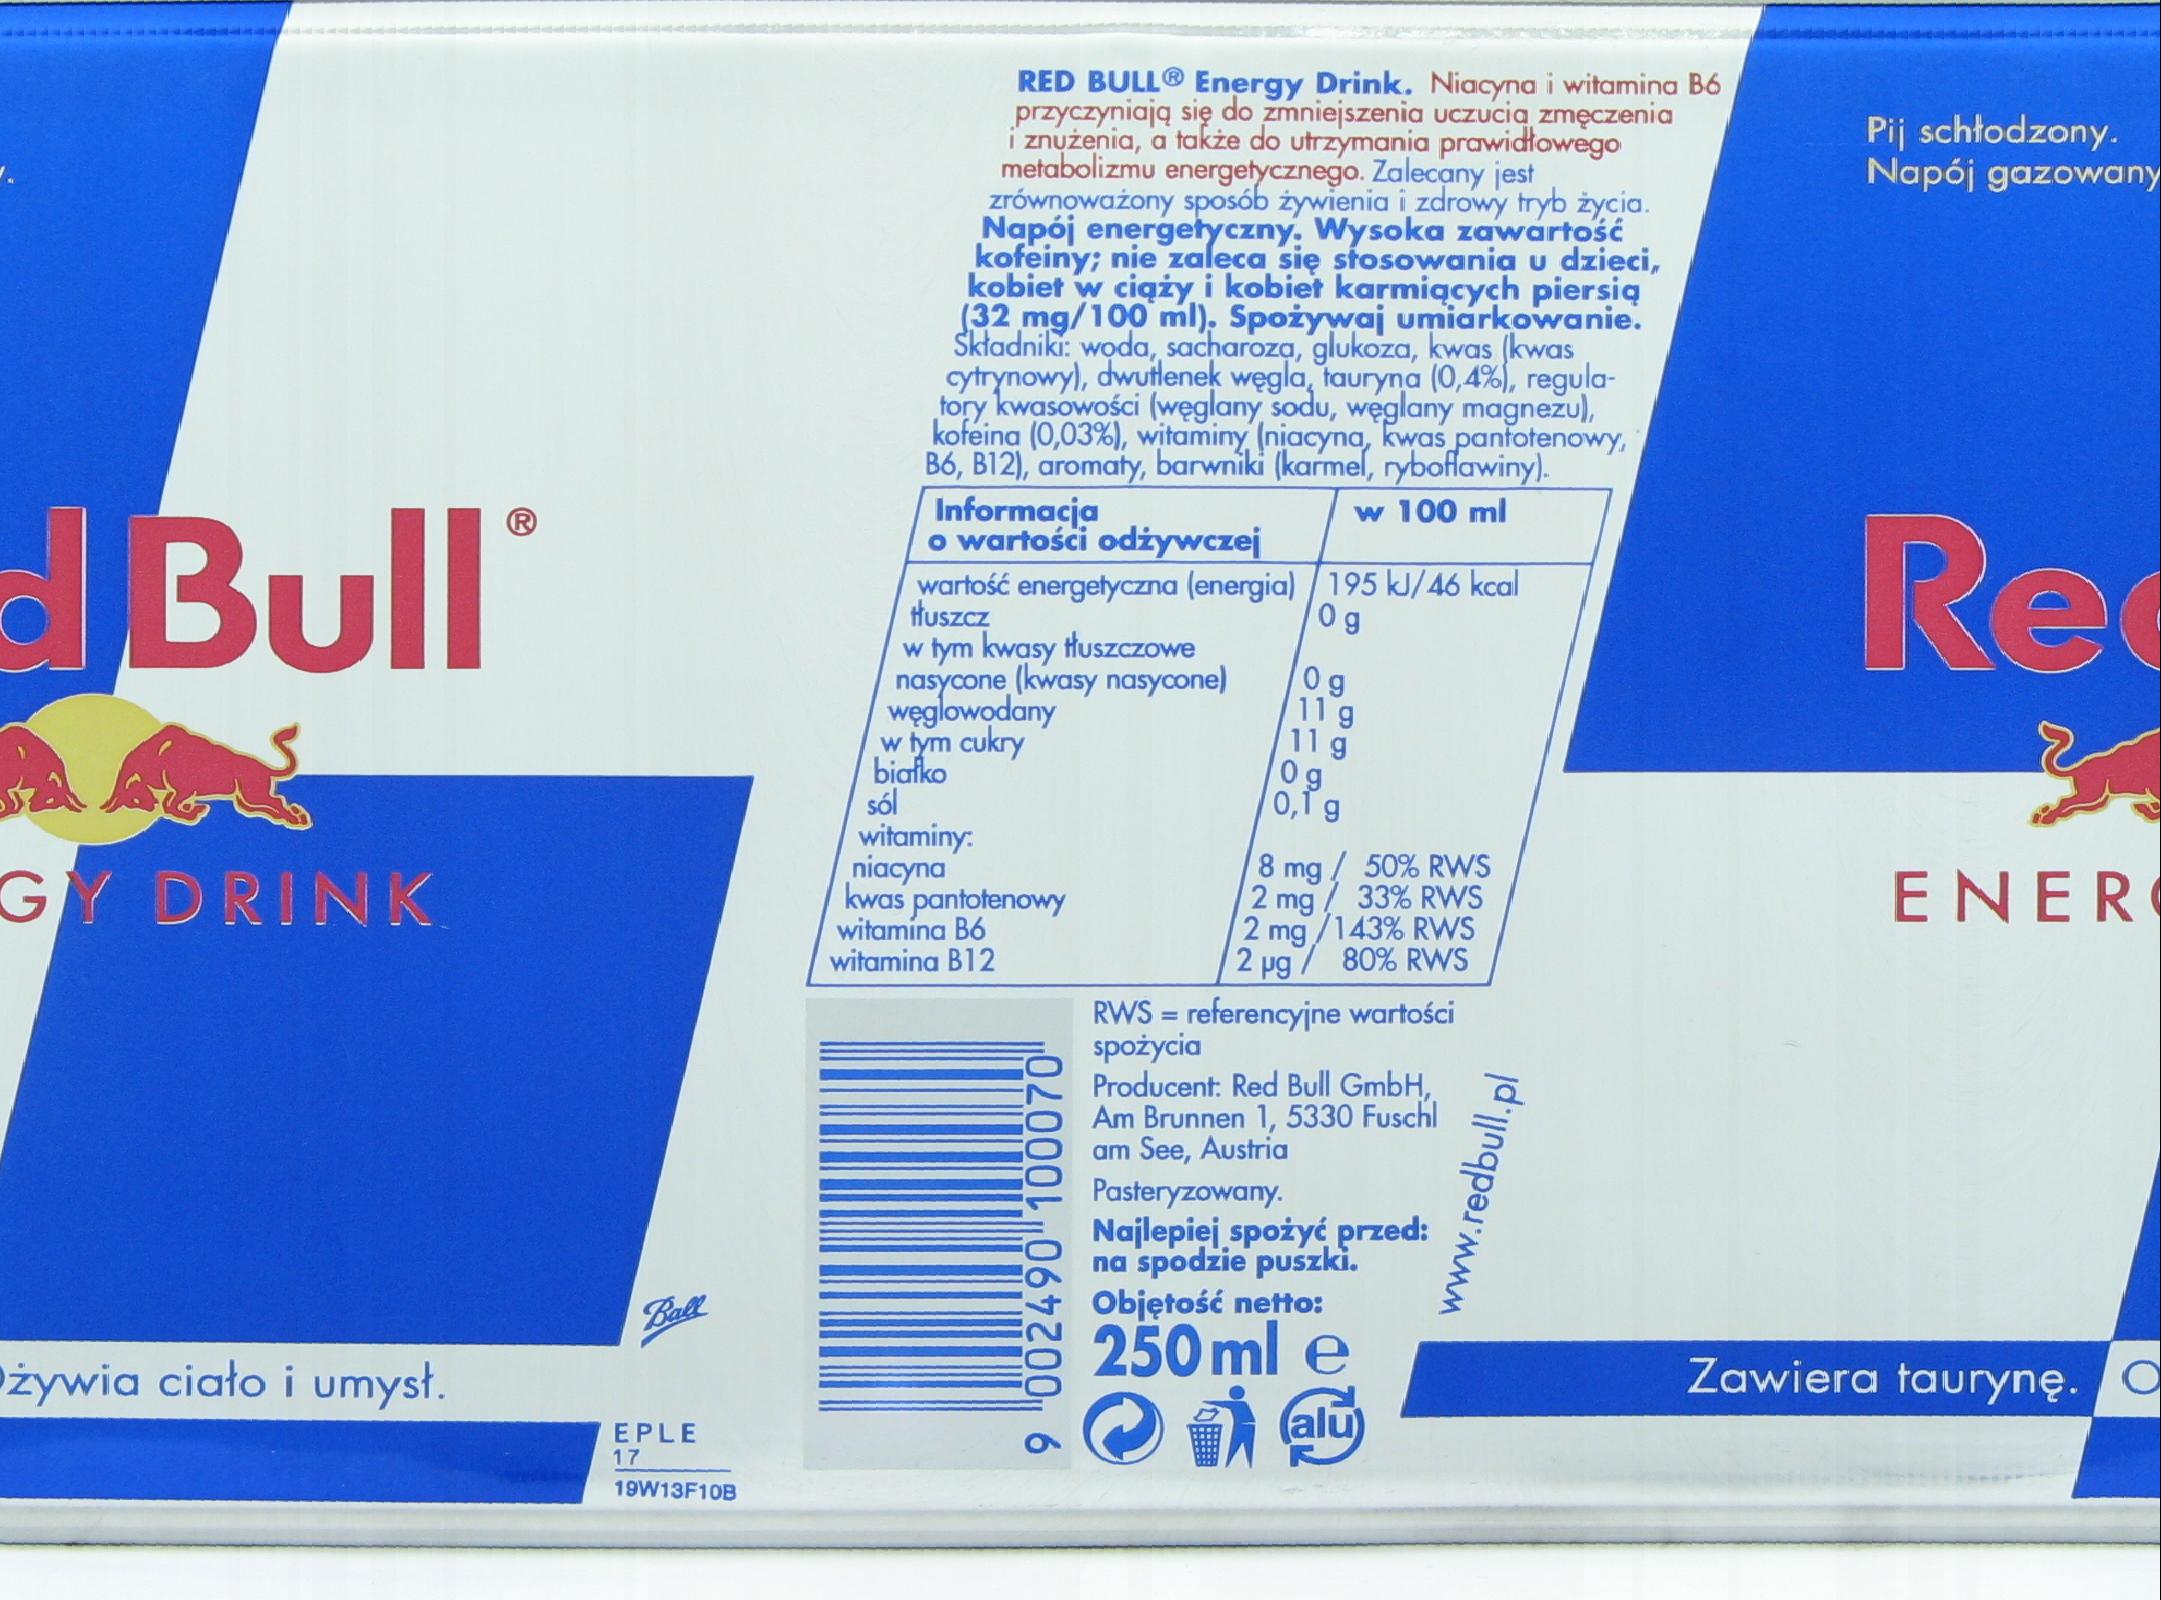 RED BULL® Energy Drink. Niacyna i witamina B6
przyczyniają się do zmniejszenia uczucia zmęczenia
i znużenia, a także do utrzymania prawidłowego
metabolizmu energetycznego. Zalecany jest
zrównoważony sposób żywienia i zdrowy tryb życia.
Napój energetyczny. Wysoka zawartość
kofeiny; nie zaleca się stosowania u dzieci,
kobiet w ciąży i kobiet karmiących piersią
(32 mg/100 ml). Spożywaj umiarkowanie.
Składniki: woda, sacharoza, glukoza, kwas (kwas
cytrynowy), dwutlenek węgla, tauryna (0,4%), regula-
tory kwasowości (węglany sodu, węglany magnezu),
kofeina (0,03%), witaminy (niacyna, kwas pantotenowy,
B6, B12), aromaty, barwniki (karmel, ryboflawiny).
Informacja
o wartości odżywczej w 100 ml
wartość energetyczna (energia) 195 kJ/46 kcal
tłuszcz 0 g
w tym kwasy tłuszczowe
nasycone (kwasy nasycone) 0 g
węglowodany 11 g
w tym cukry 11 g
białko 0 g
sól 0,1 g
witaminy:
niacyna 8 mg / 50% RWS
kwas pantotenowy 2 mg / 33% RWS
witamina B6 2 mg /143% RWS
witamina B12 2 µg / 80% RWS
RWS = referencyjne wartości
spożycia
Producent: Red Bull GmbH,
Am Brunnen 1, 5330 Fuschl
am See, Austria
Pasteryzowany.
Najlepiej spożyć przed:
na spodzie puszki.
Objętość netto:
250 ml e
alu
www.redbull.pl
9 002490 100070
d Bull®
GY DRINK
Ball
Ożywia ciało i umysł.
EPLE
17
19W13F10B
Pij schłodzony.
Napój gazowany
Red
ENERG
Zawiera taurynę. O